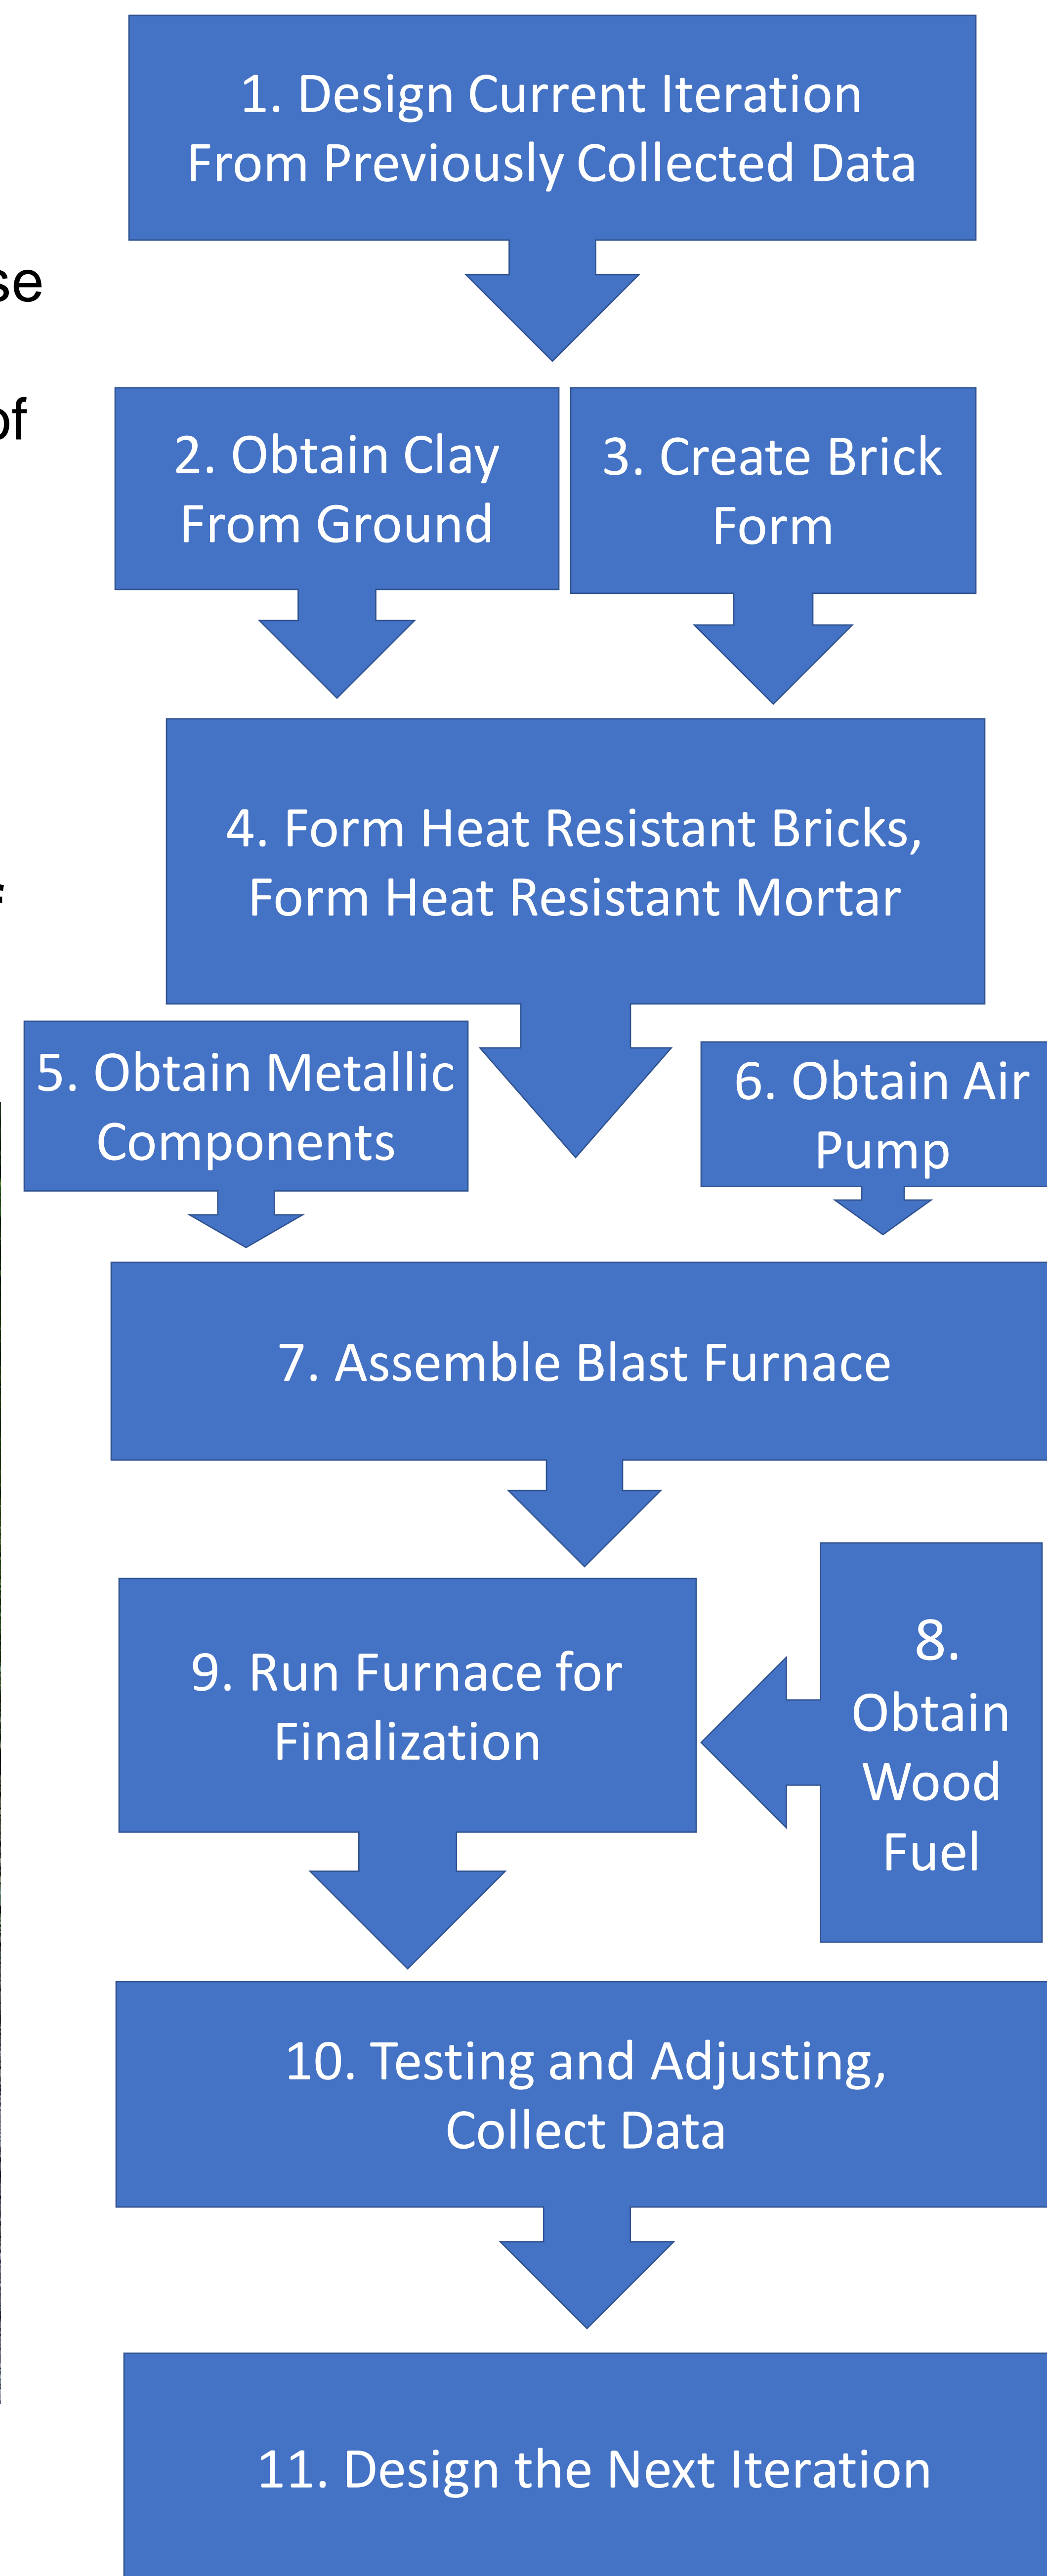 1. Design Current Iteration
From Previously Collected Data
se
of
2. Obtain Clay
From Ground
3. Create Brick
Form
4. Form Heat Resistant Bricks,
Form Heat Resistant Mortar
5. Obtain Metallic
Components
6. Obtain Air
Pump
7. Assemble Blast Furnace
8.
Obtain
Wood
Fuel
9. Run Furnace for
Finalization
10. Testing and Adjusting,
Collect Data
11. Design the Next Iteration